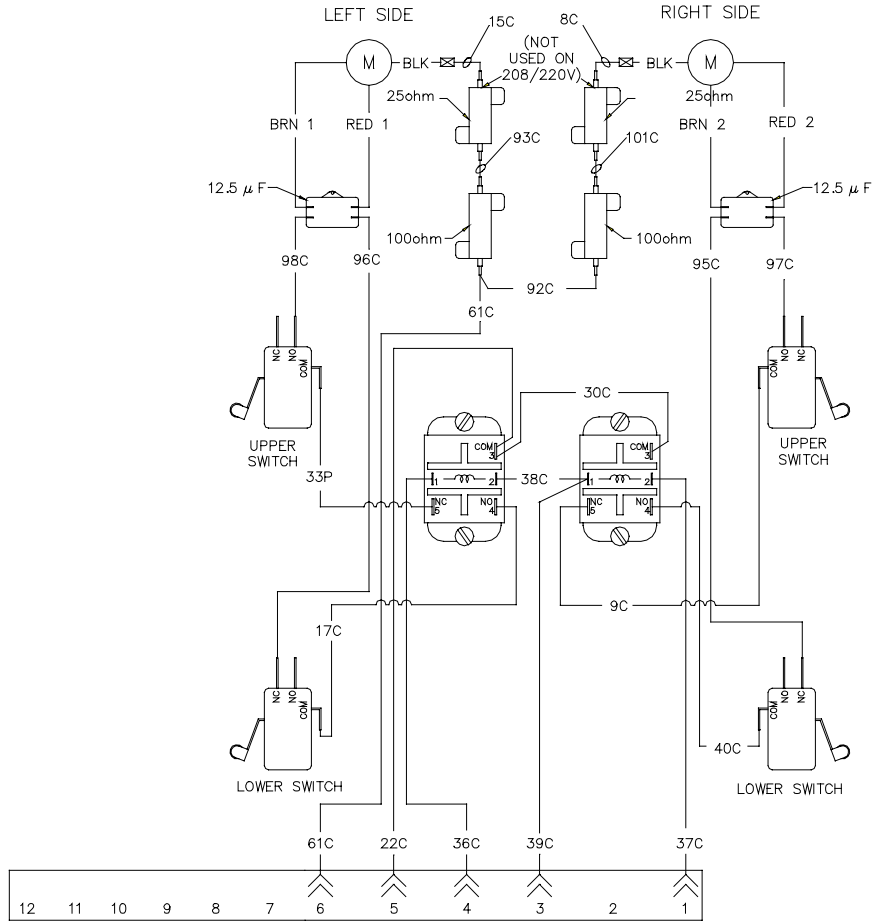 LEFT SIDE
15C
8C
RIGHT SIDE
(NOT
USED ON
208/220V)
M
BLK
BLK
M
25ohm
25ohm
BRN 1
RED 1
93C
101C
BRN 2
RED 2
12.5 μF
12.5 μF
100ohm
100ohm
98C
96C
92C
95C
97C
61C
NC
NO
COM
COM
NO
NC
30C
UPPER
SWITCH
UPPER
SWITCH
COM
3
COM
3
33P
1
2
38C
1
2
NC
5
NO
4
NC
5
NO
4
17C
9C
NC
NO
COM
COM
NO
NC
40C
LOWER SWITCH
LOWER SWITCH
61C
22C
36C
39C
37C
12 11 10 9 8 7 6 5 4 3 2 1